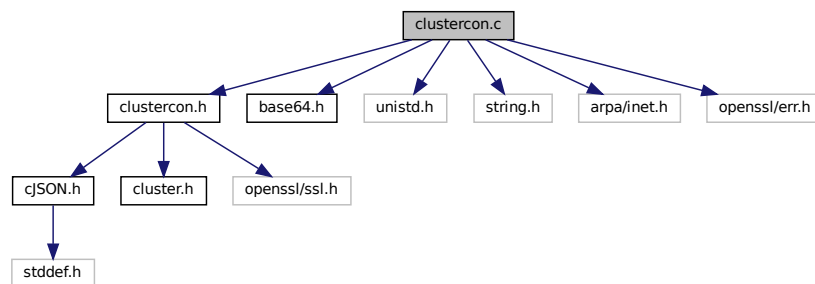 clustercon.c
clustercon.h
base64.h
unistd.h
string.h
arpa/inet.h
openssl/err.h
cJSON.h
cluster.h
openssl/ssl.h
stddef.h